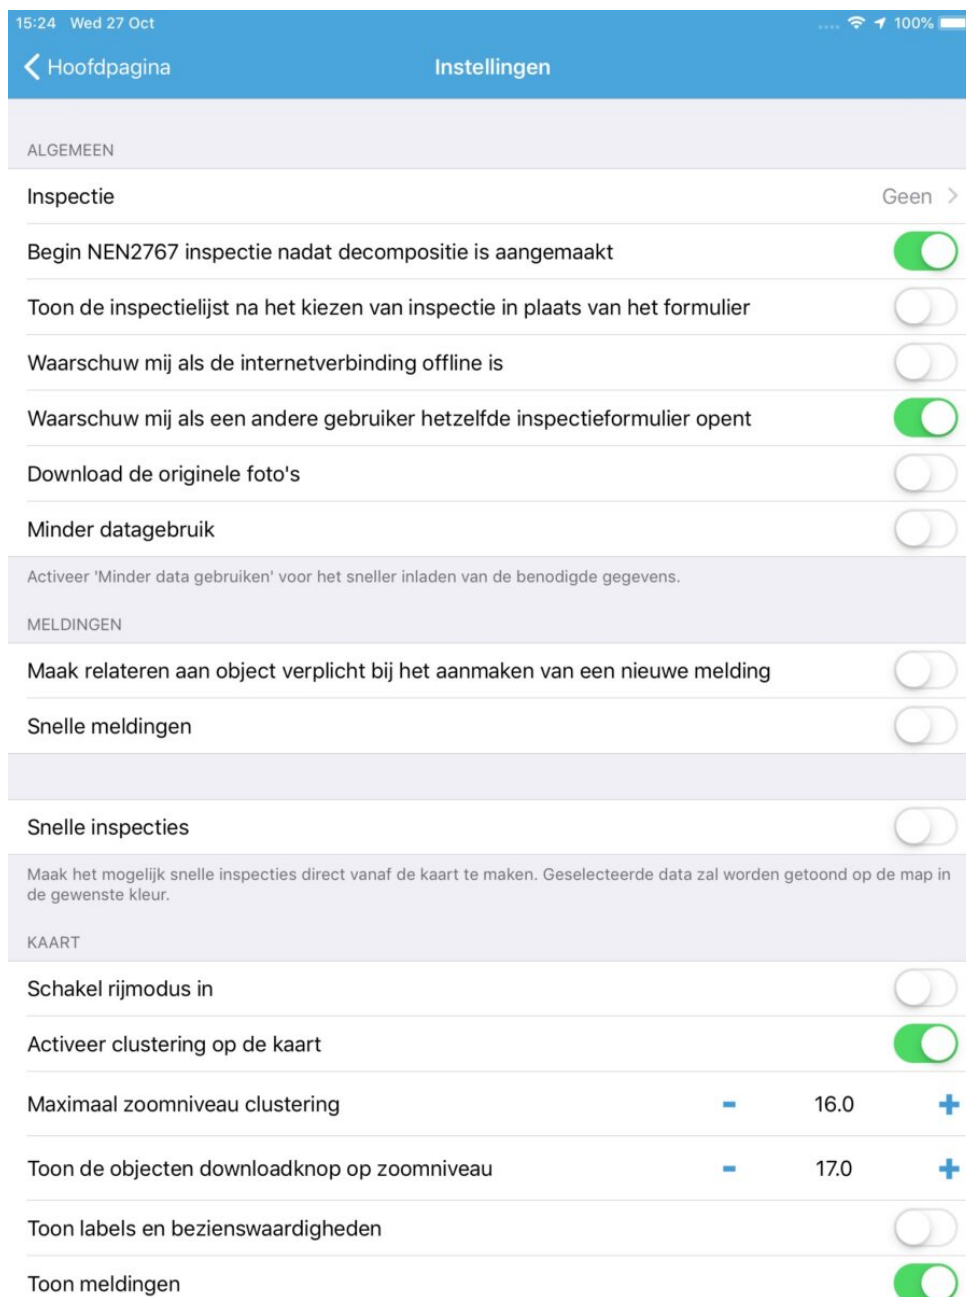 15:24 Wed 27 Oct 100%
Hoofdpagina Instellingen
ALGEMEEN
Inspectie Geen
Begin NEN2767 inspectie nadat decompositie is aangemaakt
Toon de inspectielijst na het kiezen van inspectie in plaats van het formulier
Waarschuw mij als de internetverbinding offline is
Waarschuw mij als een andere gebruiker hetzelfde inspectieformulier opent
Download de originele foto's
Minder datagebruik
Activeer 'Minder data gebruiken' voor het sneller inladen van de benodigde gegevens.
MELDINGEN
Maak relateren aan object verplicht bij het aanmaken van een nieuwe melding
Snelle meldingen
Snelle inspecties
Maak het mogelijk snelle inspecties direct vanaf de kaart te maken. Geselecteerde data zal worden getoond op de map in
de gewenste kleur.
KAART
Schakel rijmodus in
Activeer clustering op de kaart
Maximaal zoomniveau clustering - 16.0 +
Toon de objecten downloadknop op zoomniveau - 17.0 +
Toon labels en bezienswaardigheden
Toon meldingen